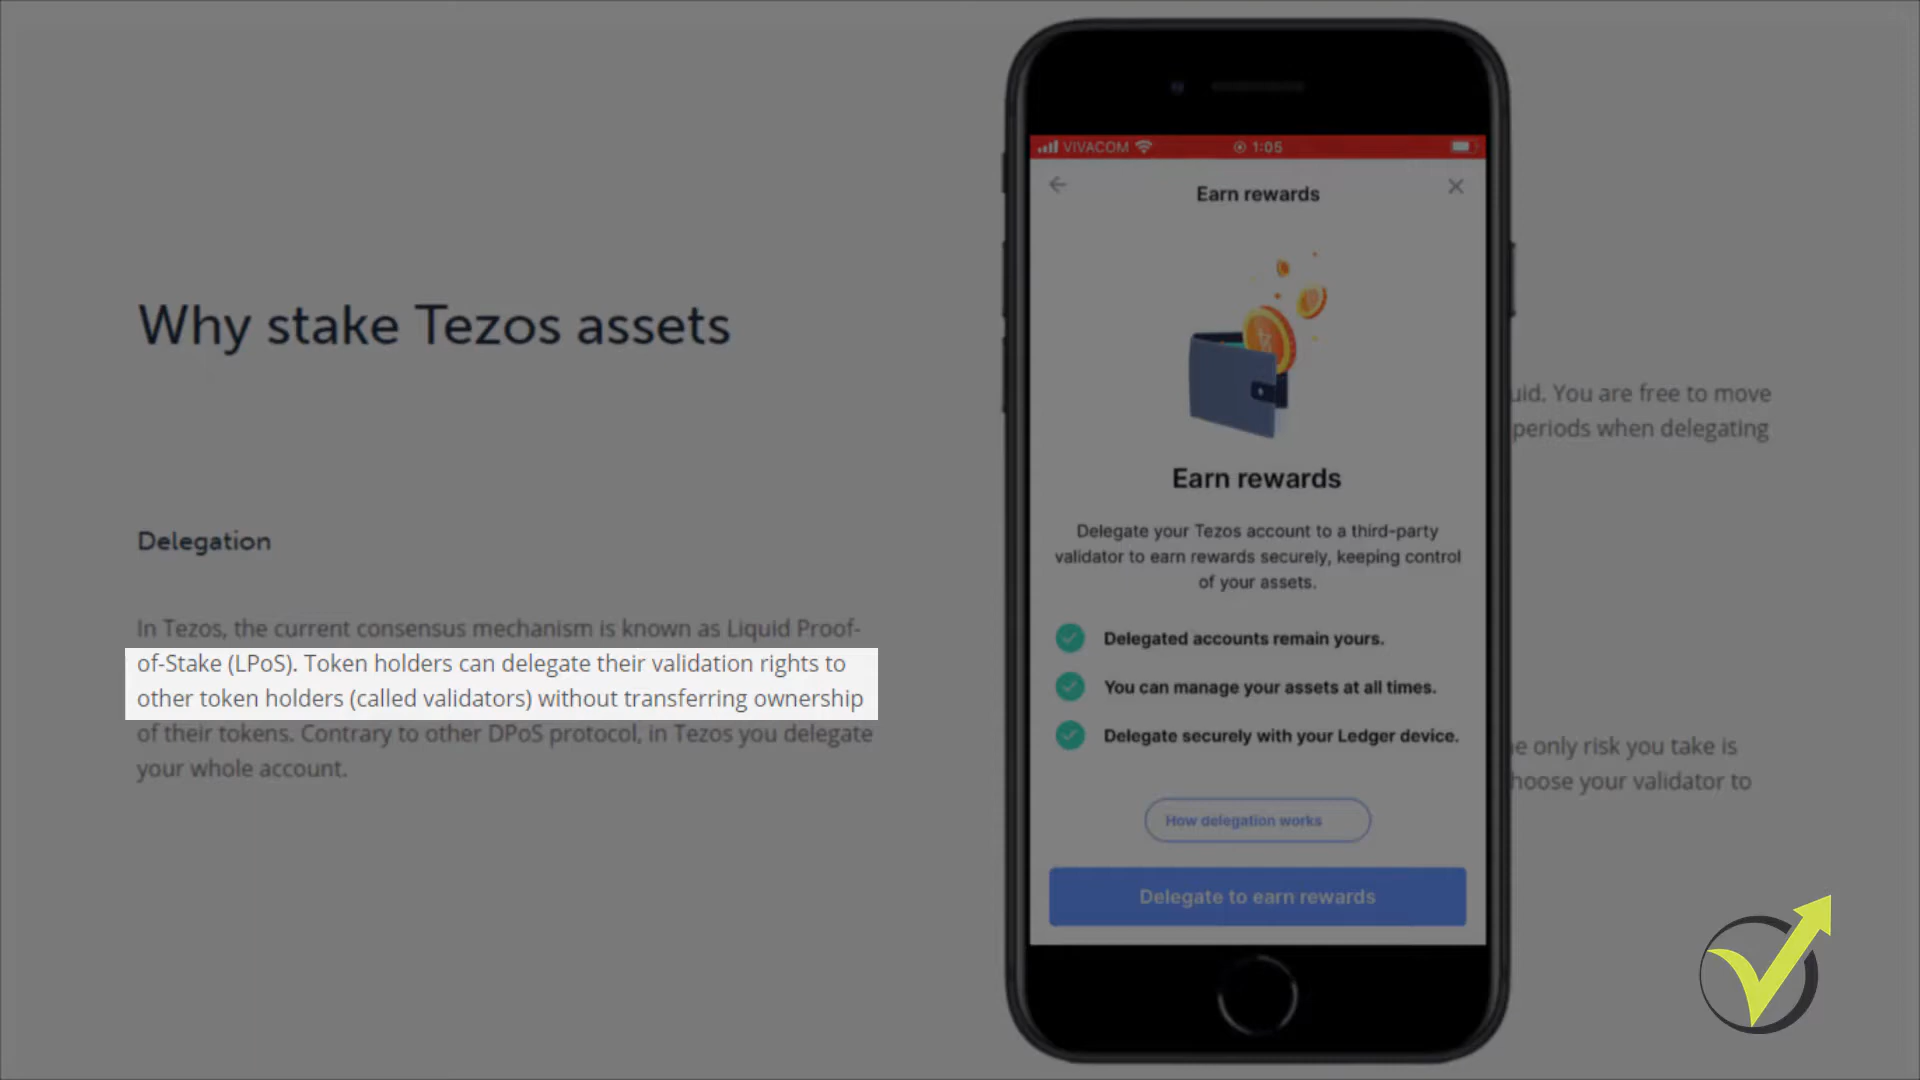 Why stake Tezos assets
Delegation
In Tezos, the current consensus mechanism is known as Liquid Proof-
of-Stake (LPoS). Token holders can delegate their validation rights to
other token holders (called validators) without transferring ownership
of their tokens. Contrary to other DPoS protocol, in Tezos you delegate
your whole account.
VIVACOM 1:05
Earn rewards
Earn rewards
Delegate your Tezos account to a third-party
validator to earn rewards securely, keeping control
of your assets.
Delegated accounts remain yours.
You can manage your assets at all times.
Delegate securely with your Ledger device.
How delegation works
Delegate to earn rewards
You are free to move
periods when delegating
only risk you take is
your validator to